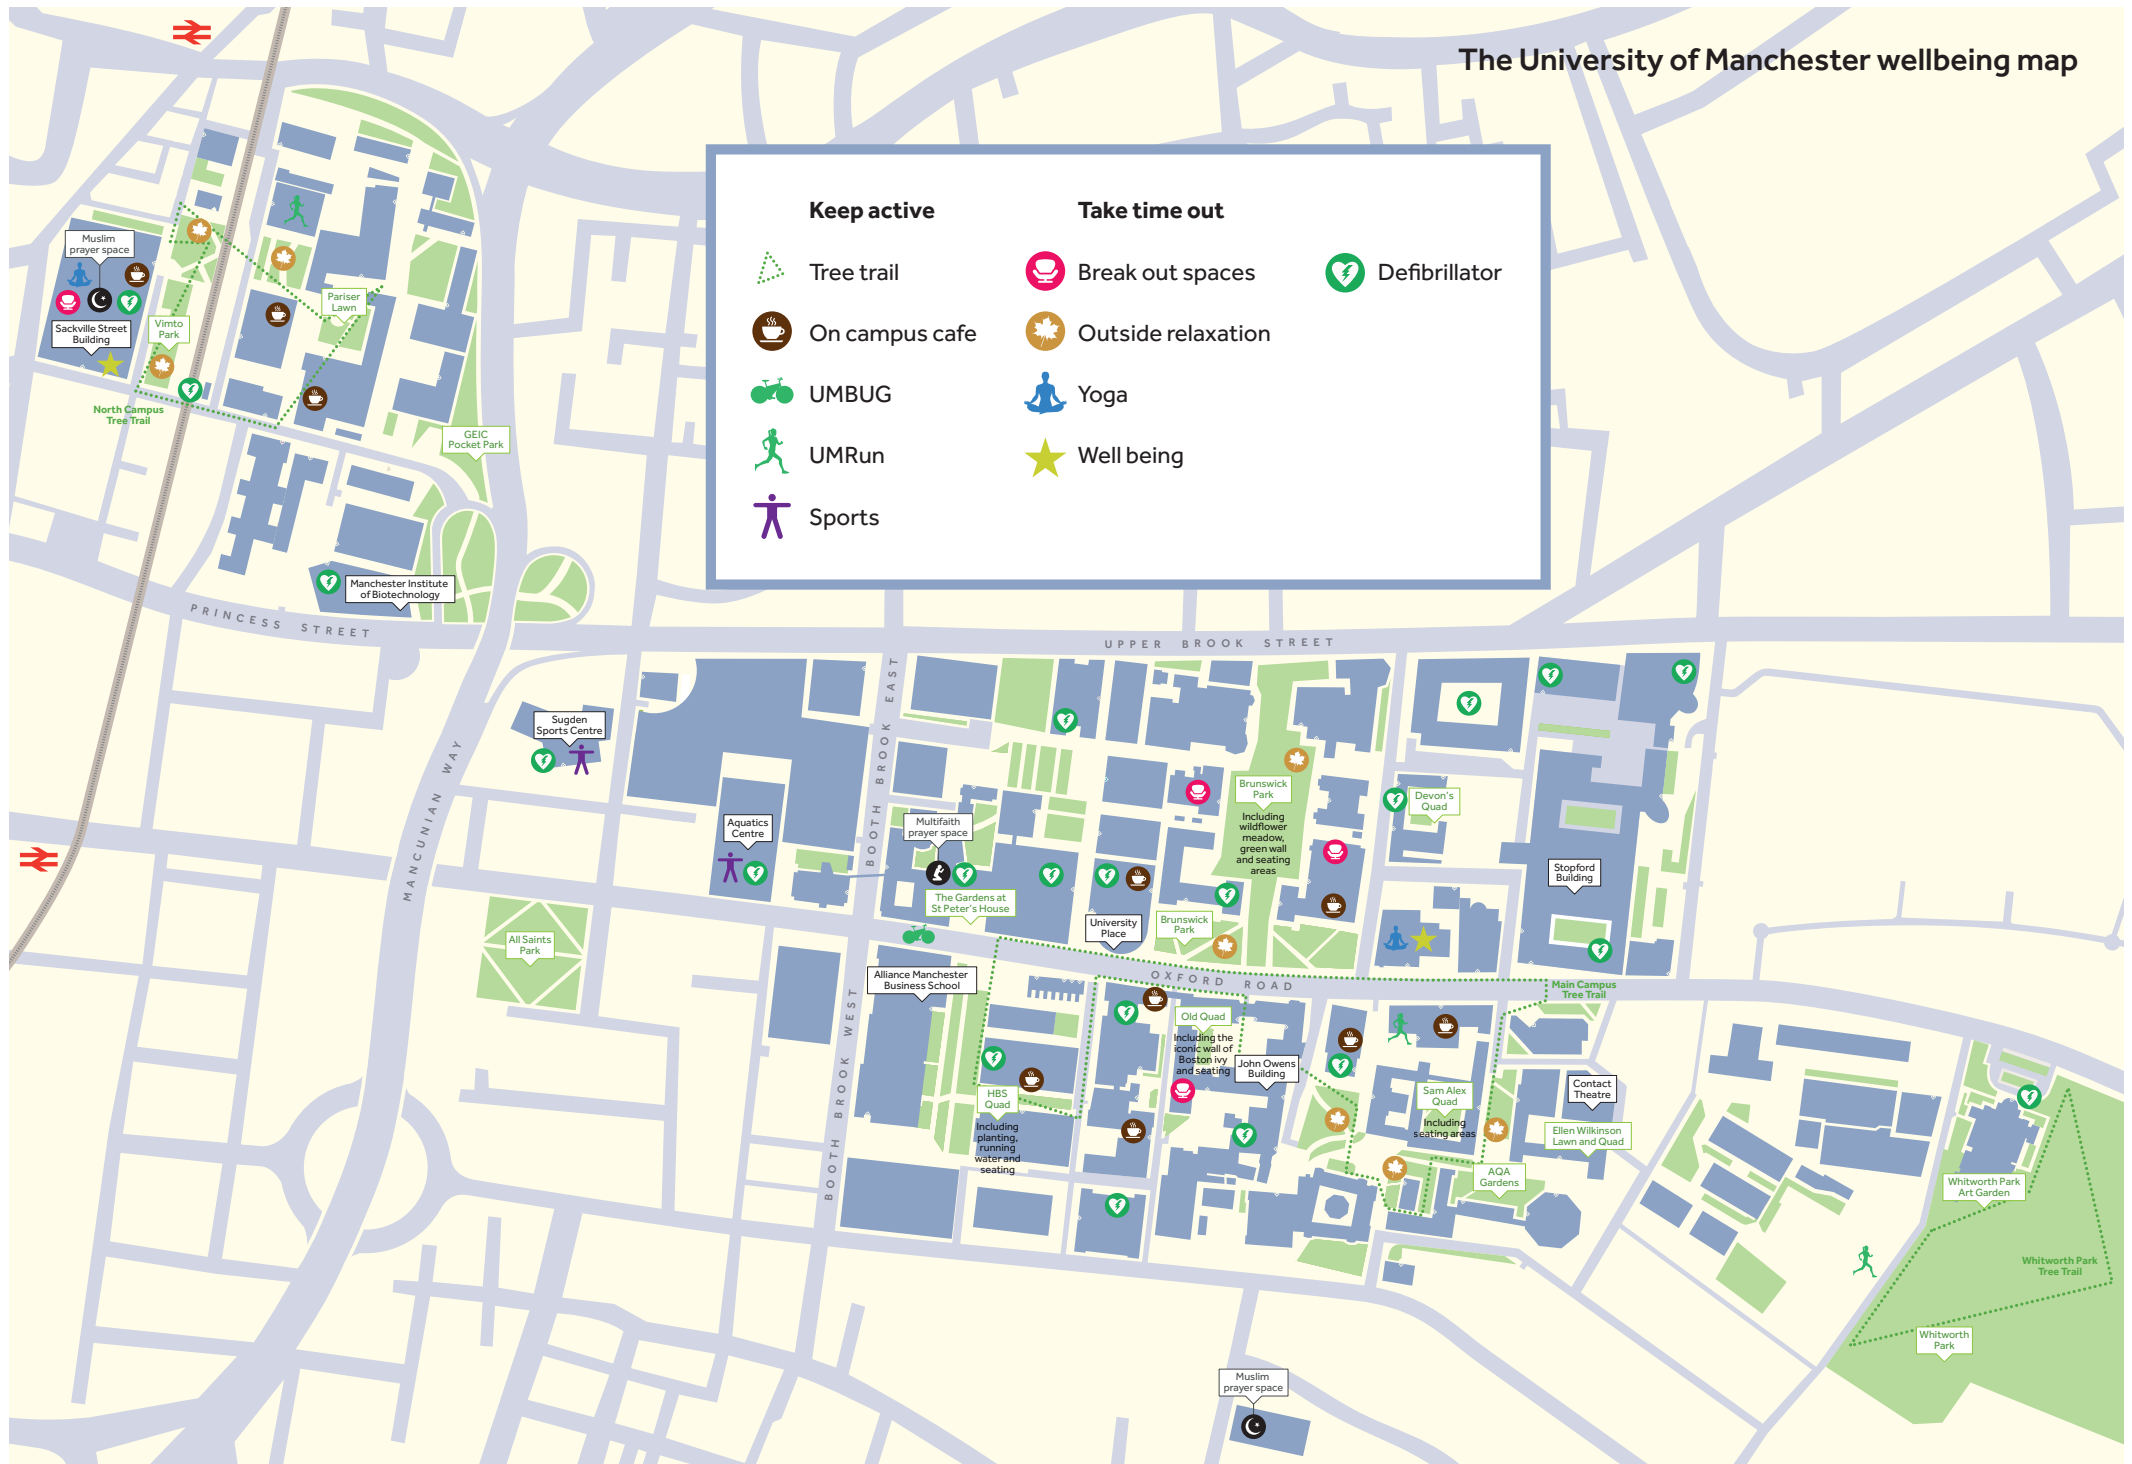 The University of Manchester wellbeing map
Keep active
Tree trail
On campus cafe
UMBUG
UMRun
Sports
Take time out
Break out spaces
Outside relaxation
Yoga
Well being
Defibrillator
Muslim
prayer space
Sackville Street
Building
Vimto
Park
Pariser
Lawn
North Campus
Tree Trail
GEIC
Pocket Park
Manchester Institute
of Biotechnology
PRINCESS STREET
UPPER BROOK STREET
MANCUNIAN WAY
BOOTH BROOK EAST
Sugden
Sports Centre
Aquatics
Centre
Multifaith
prayer space
The Gardens at
St Peter's House
All Saints
Park
University
Place
Brunswick
Park
Brunswick
Park
Including
wildflower
meadow,
green wall
and seating
areas
Devon's
Quad
Stopford
Building
Alliance Manchester
Business School
OXFORD ROAD
Main Campus
Tree Trail
BOOTH BROOK WEST
Old Quad
Including the
iconic wall of
Boston ivy
and seating
John Owens
Building
HBS
Quad
Including
planting,
running
water and
seating
Sam Alex
Quad
Including
seating areas
Contact
Theatre
Ellen Wilkinson
Lawn and Quad
AQA
Gardens
Whitworth Park
Art Garden
Whitworth Park
Tree Trail
Whitworth
Park
Muslim
prayer space